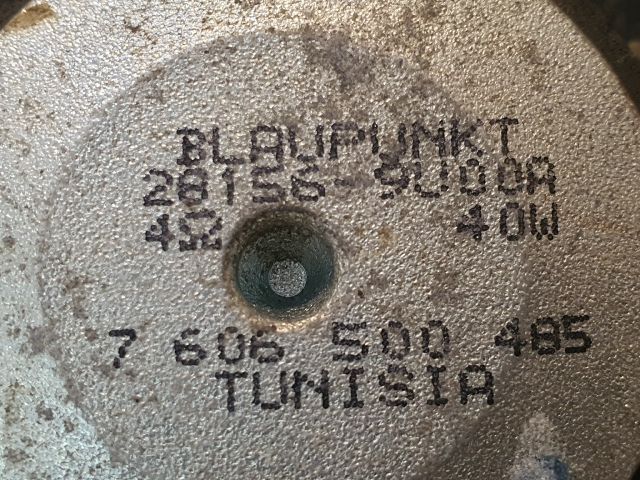 BLAUPUNKT
28156-9U00A
4Ω 40W
7 606 500 485
TUNISIA